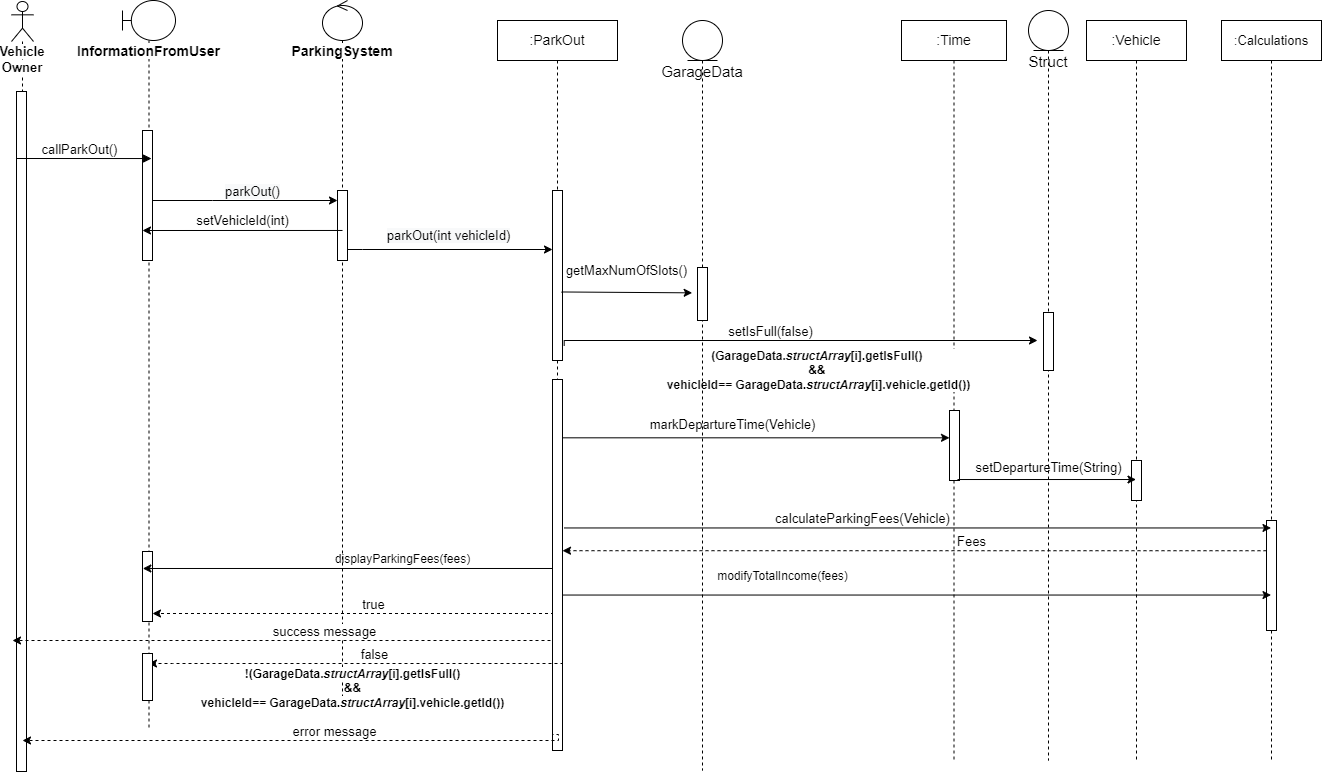 Vehicle
Owner
InformationFromUser
ParkingSystem
:ParkOut
GarageData
:Time
Struct
:Vehicle
:Calculations
callParkOut()
parkOut()
setVehicleId(int)
parkOut(int vehicleId)
getMaxNumOfSlots()
setIsFull(false)
(GarageData.structArray[i].getIsFull()
&&
vehicleId== GarageData.structArray[i].vehicle.getId())
markDepartureTime(Vehicle)
setDepartureTime(String)
calculateParkingFees(Vehicle)
Fees
displayParkingFees(fees)
modifyTotalIncome(fees)
true
success message
false
!(GarageData.structArray[i].getIsFull()
&&
vehicleId== GarageData.structArray[i].vehicle.getId())
error message